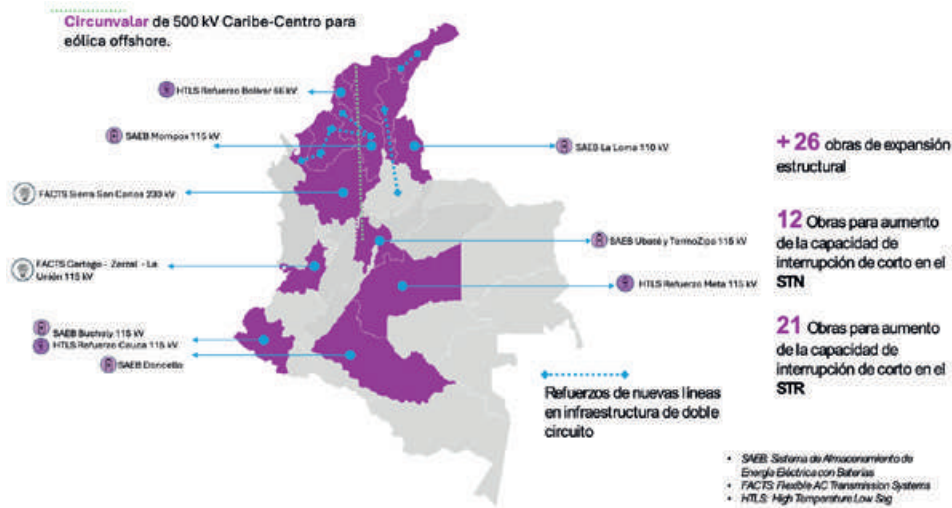 Circunvalar de 500 kV Caribe-Centro para
eólica offshore.
HTLS Refuerzo Bolívar 66 kV
SAEB Mompox 115 kV
SAEB La Loma 110 kV
FACTS Sierra San Carlos 230 kV
SAEB Ubaté y TermoZipa 115 kV
FACTS Cartago - Zarzal - La
Unión 115 kV
HTLS Refuerzo Meta 115 kV
SAEB Buchely 115 kV
HTLS Refuerzo Cauca 115 kV
SAEB Doncello
+ 26 obras de expansión
estructural
12 Obras para aumento
de la capacidad de
interrupción de corto en el
STN
21 Obras para aumento
de la capacidad de
interrupción de corto en el
STR
Refuerzos de nuevas líneas
en infraestructura de doble
circuito
• SAEB: Sistema de Almacenamiento de
Energía Eléctrica con Baterías
• FACTS: Flexible AC Transmission Systems
• HTLS: High Temperature Low Sag